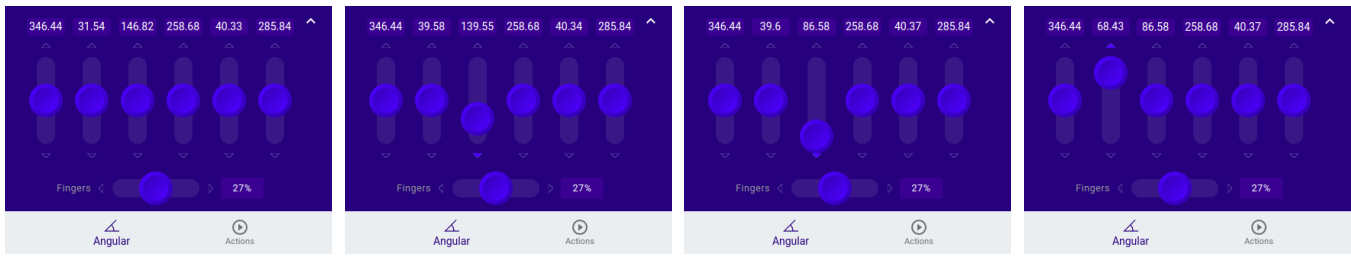 346.44 31.54 146.82 258.68 40.33 285.84
Fingers 27%
Angular Actions
346.44 39.58 139.55 258.68 40.34 285.84
Fingers 27%
Angular Actions
346.44 39.6 86.58 258.68 40.37 285.84
Fingers 27%
Angular Actions
346.44 68.43 86.58 258.68 40.37 285.84
Fingers 27%
Angular Actions